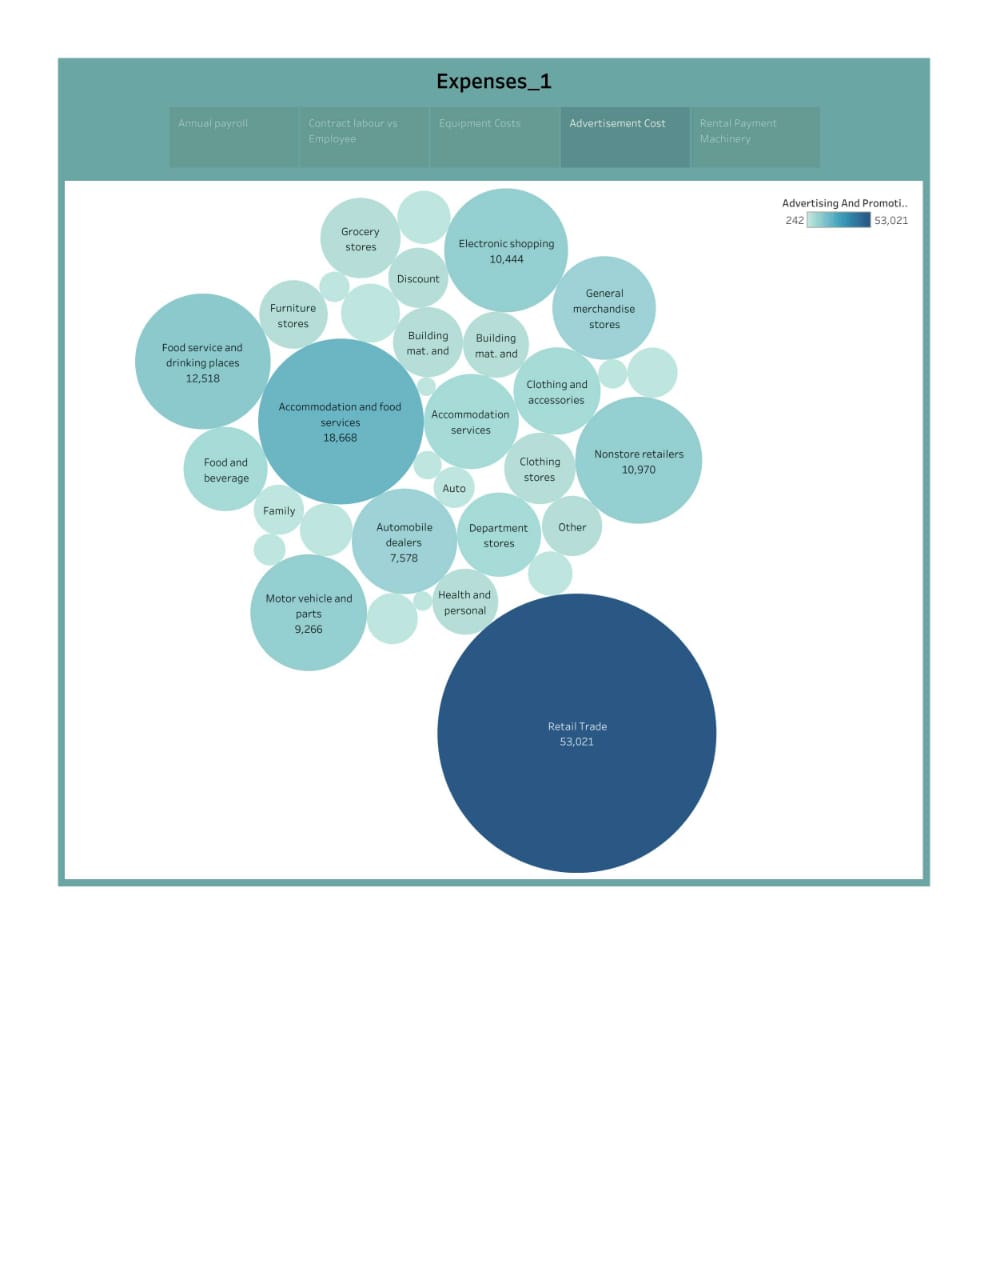 Expenses_1
Annual payroll
Contract labour vs
Employee
Equipment Costs
Advertisement Cost
Rental Payment
Machinery
Advertising And Promoti..
242
53,021
Grocery
stores
Electronic shopping
10,444
Discount
General
merchandise
stores
Furniture
stores
Building
mat. and
Building
mat. and
Food service and
drinking places
12,518
Clothing and
accessories
Accommodation and food
services
18,668
Accommodation
services
Nonstore retailers
10,970
Food and
beverage
Clothing
stores
Auto
Family
Automobile
dealers
7,578
Department
stores
Other
Motor vehicle and
parts
9,266
Health and
personal
Retail Trade
53,021